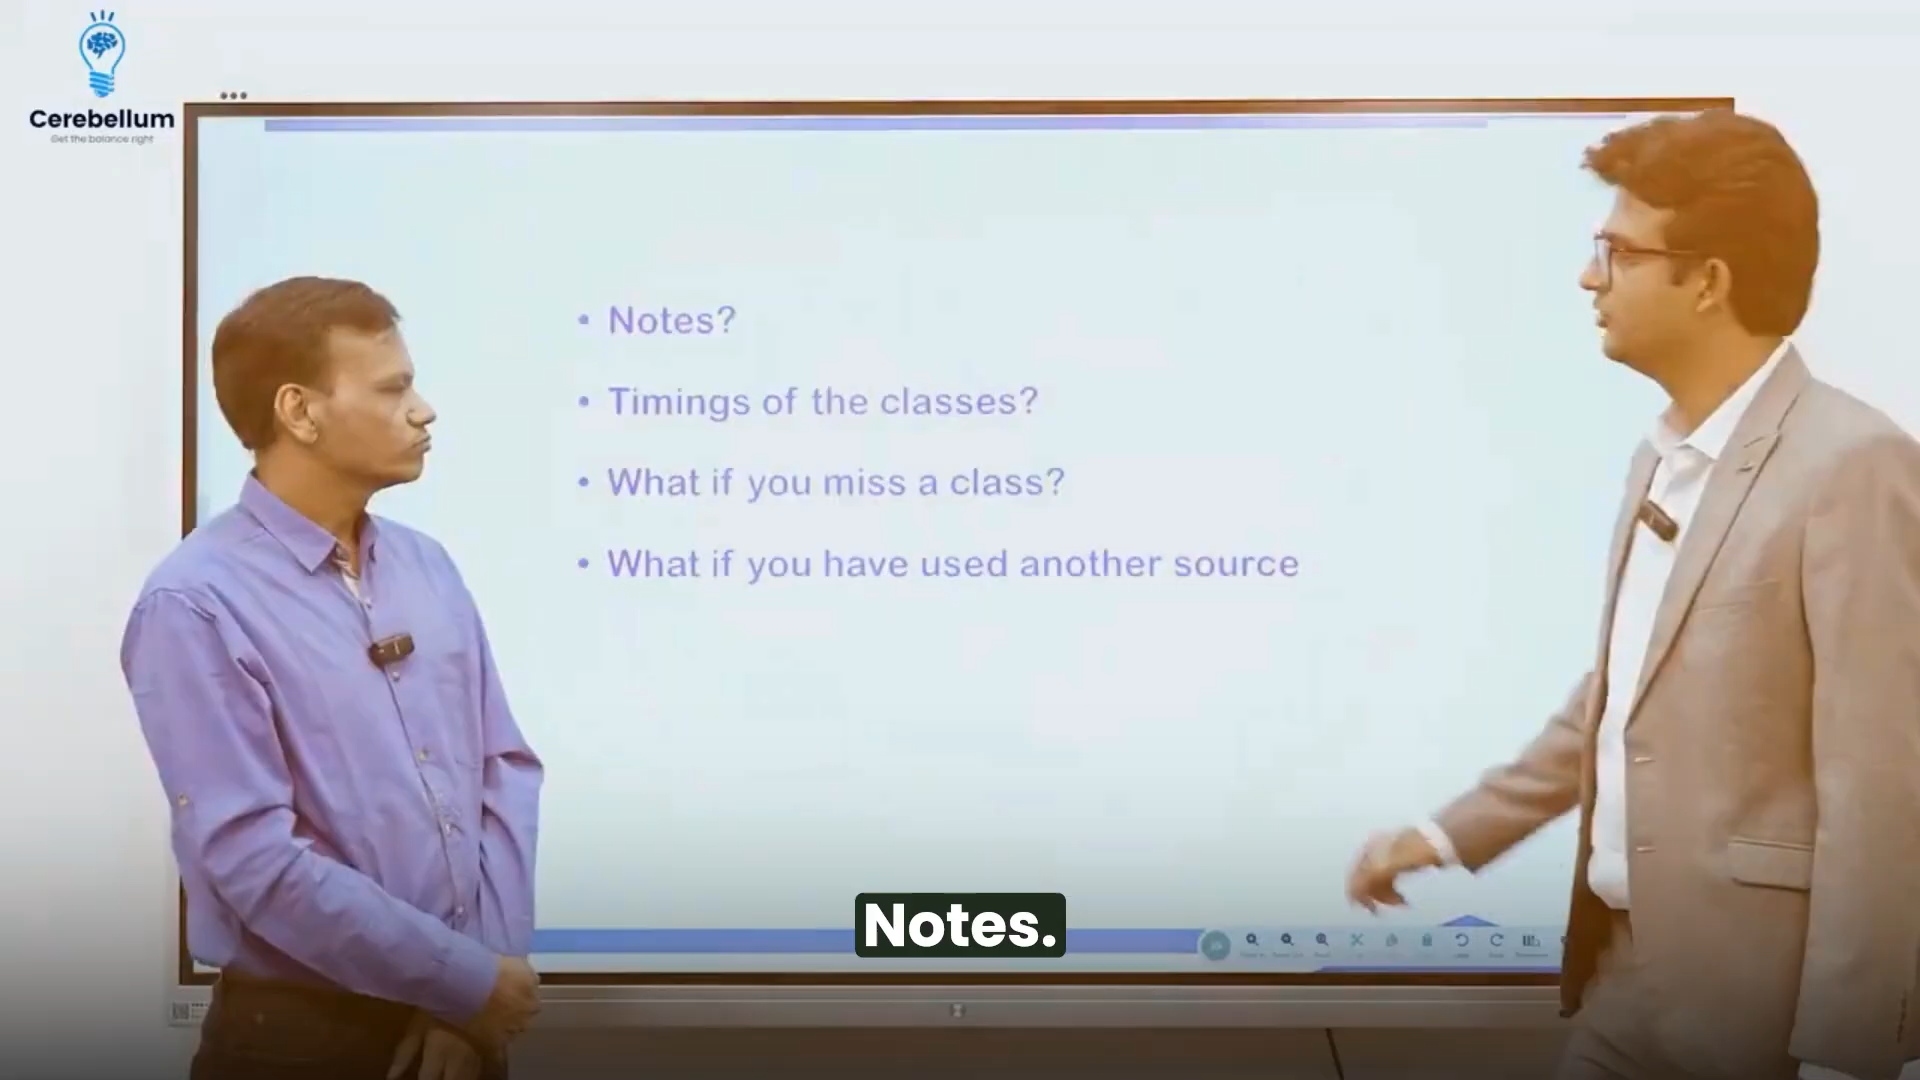 Cerebellum
Get the balance right
• Notes?
• Timings of the classes?
• What if you miss a class?
• What if you have used another source
Notes.